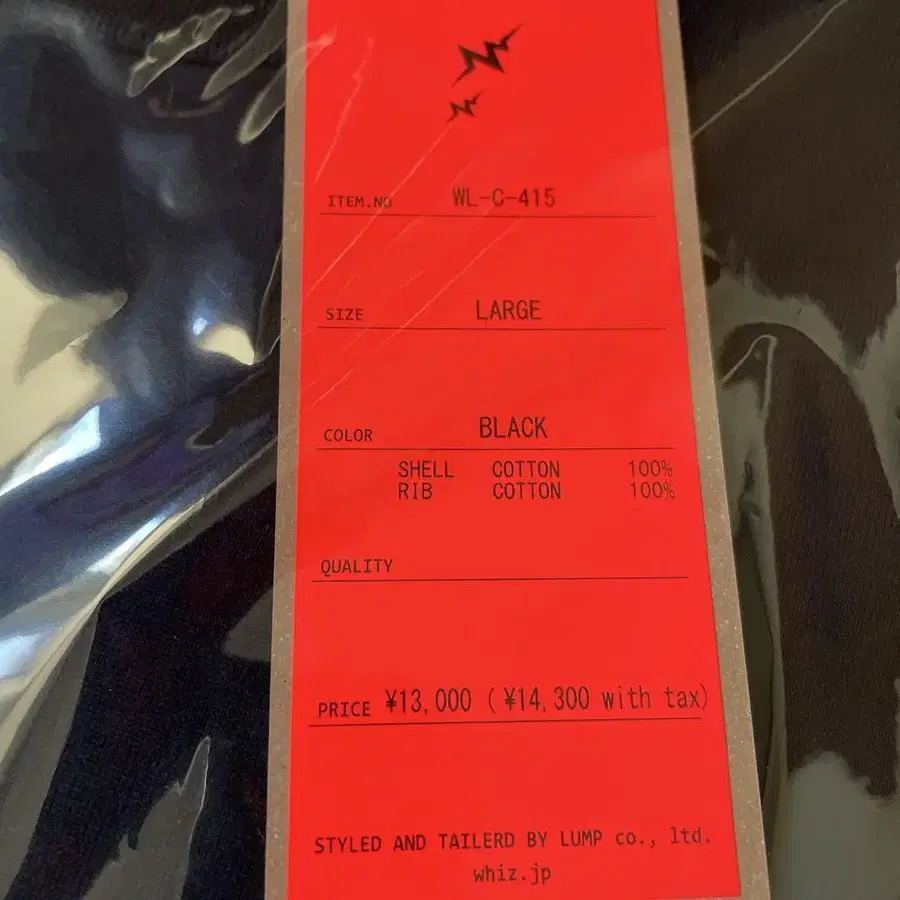 ITEM.NO WL-C-415
SIZE LARGE
COLOR BLACK
SHELL COTTON 100%
RIB COTTON 100%
QUALITY
PRICE ¥13,000 (¥14,300 with tax)
STYLED AND TAILERD BY LUMP co., ltd.
whiz.jp